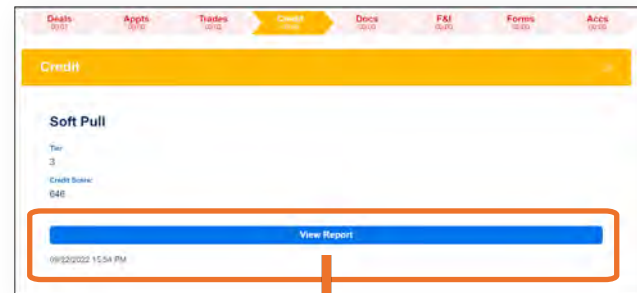 Deals Appts Trades Credit Docs F&I Forms Accs
Credit
Soft Pull
Tier
3
Credit Score:
646
View Report
09/22/2022 15:54 PM